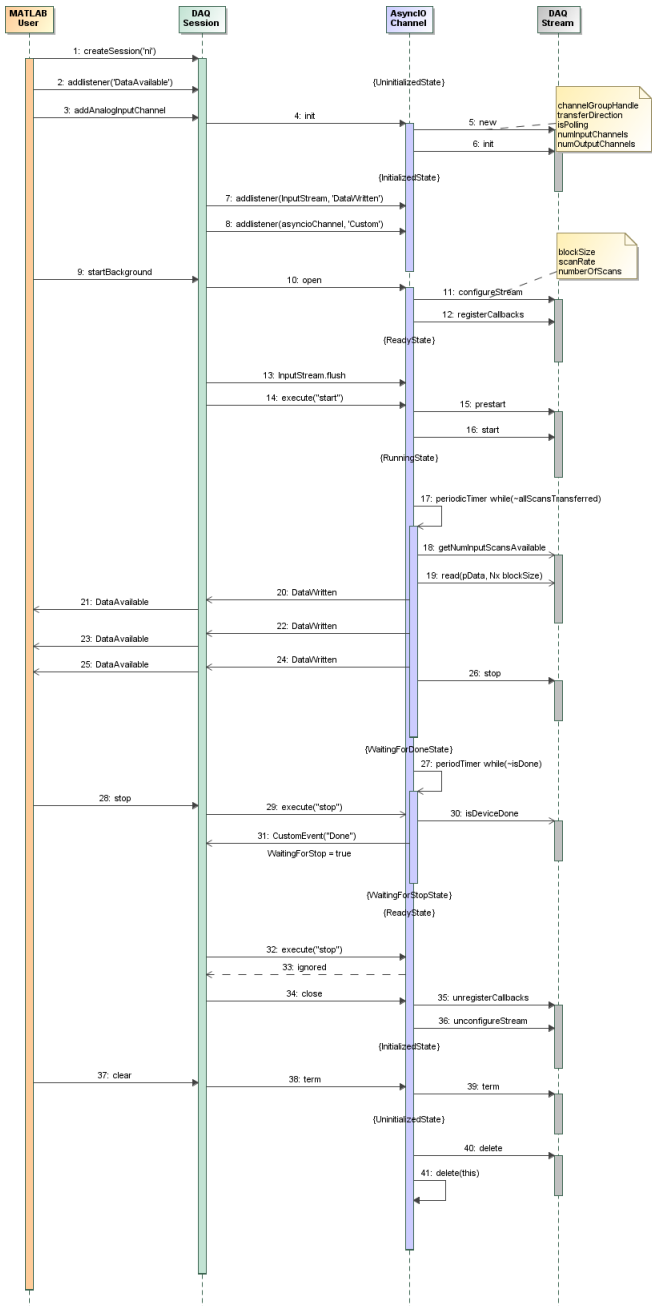 MATLAB
User
DAQ
Session
AsyncIO
Channel
DAQ
Stream
1: createSession('ni')
2: addlistener('DataAvailable')
{UninitializedState}
3: addAnalogInputChannel
channelGroupHandle
transferDirection
isPolling
numInputChannels
numOutputChannels
4: init
5: new
6: init
{InitializedState}
7: addlistener(InputStream, 'DataWritten')
8: addlistener(asyncioChannel, 'Custom')
blockSize
scanRate
numberOfScans
9: startBackground
10: open
11: configureStream
12: registerCallbacks
{ReadyState}
13: InputStream.flush
14: execute("start")
15: prestart
16: start
{RunningState}
17: periodicTimer while(~allScansTransferred)
18: getNumInputScansAvailable
19: read(pData, Nx blockSize)
20: DataWritten
21: DataAvailable
22: DataWritten
23: DataAvailable
24: DataWritten
25: DataAvailable
26: stop
{WaitingForDoneState}
27: periodTimer while(~isDone)
28: stop
29: execute("stop")
30: isDeviceDone
31: CustomEvent("Done")
WaitingForStop = true
{WaitingForStopState}
{ReadyState}
32: execute("stop")
33: ignored
34: close
35: unregisterCallbacks
36: unconfigureStream
{InitializedState}
37: clear
38: term
39: term
{UninitializedState}
40: delete
41: delete(this)